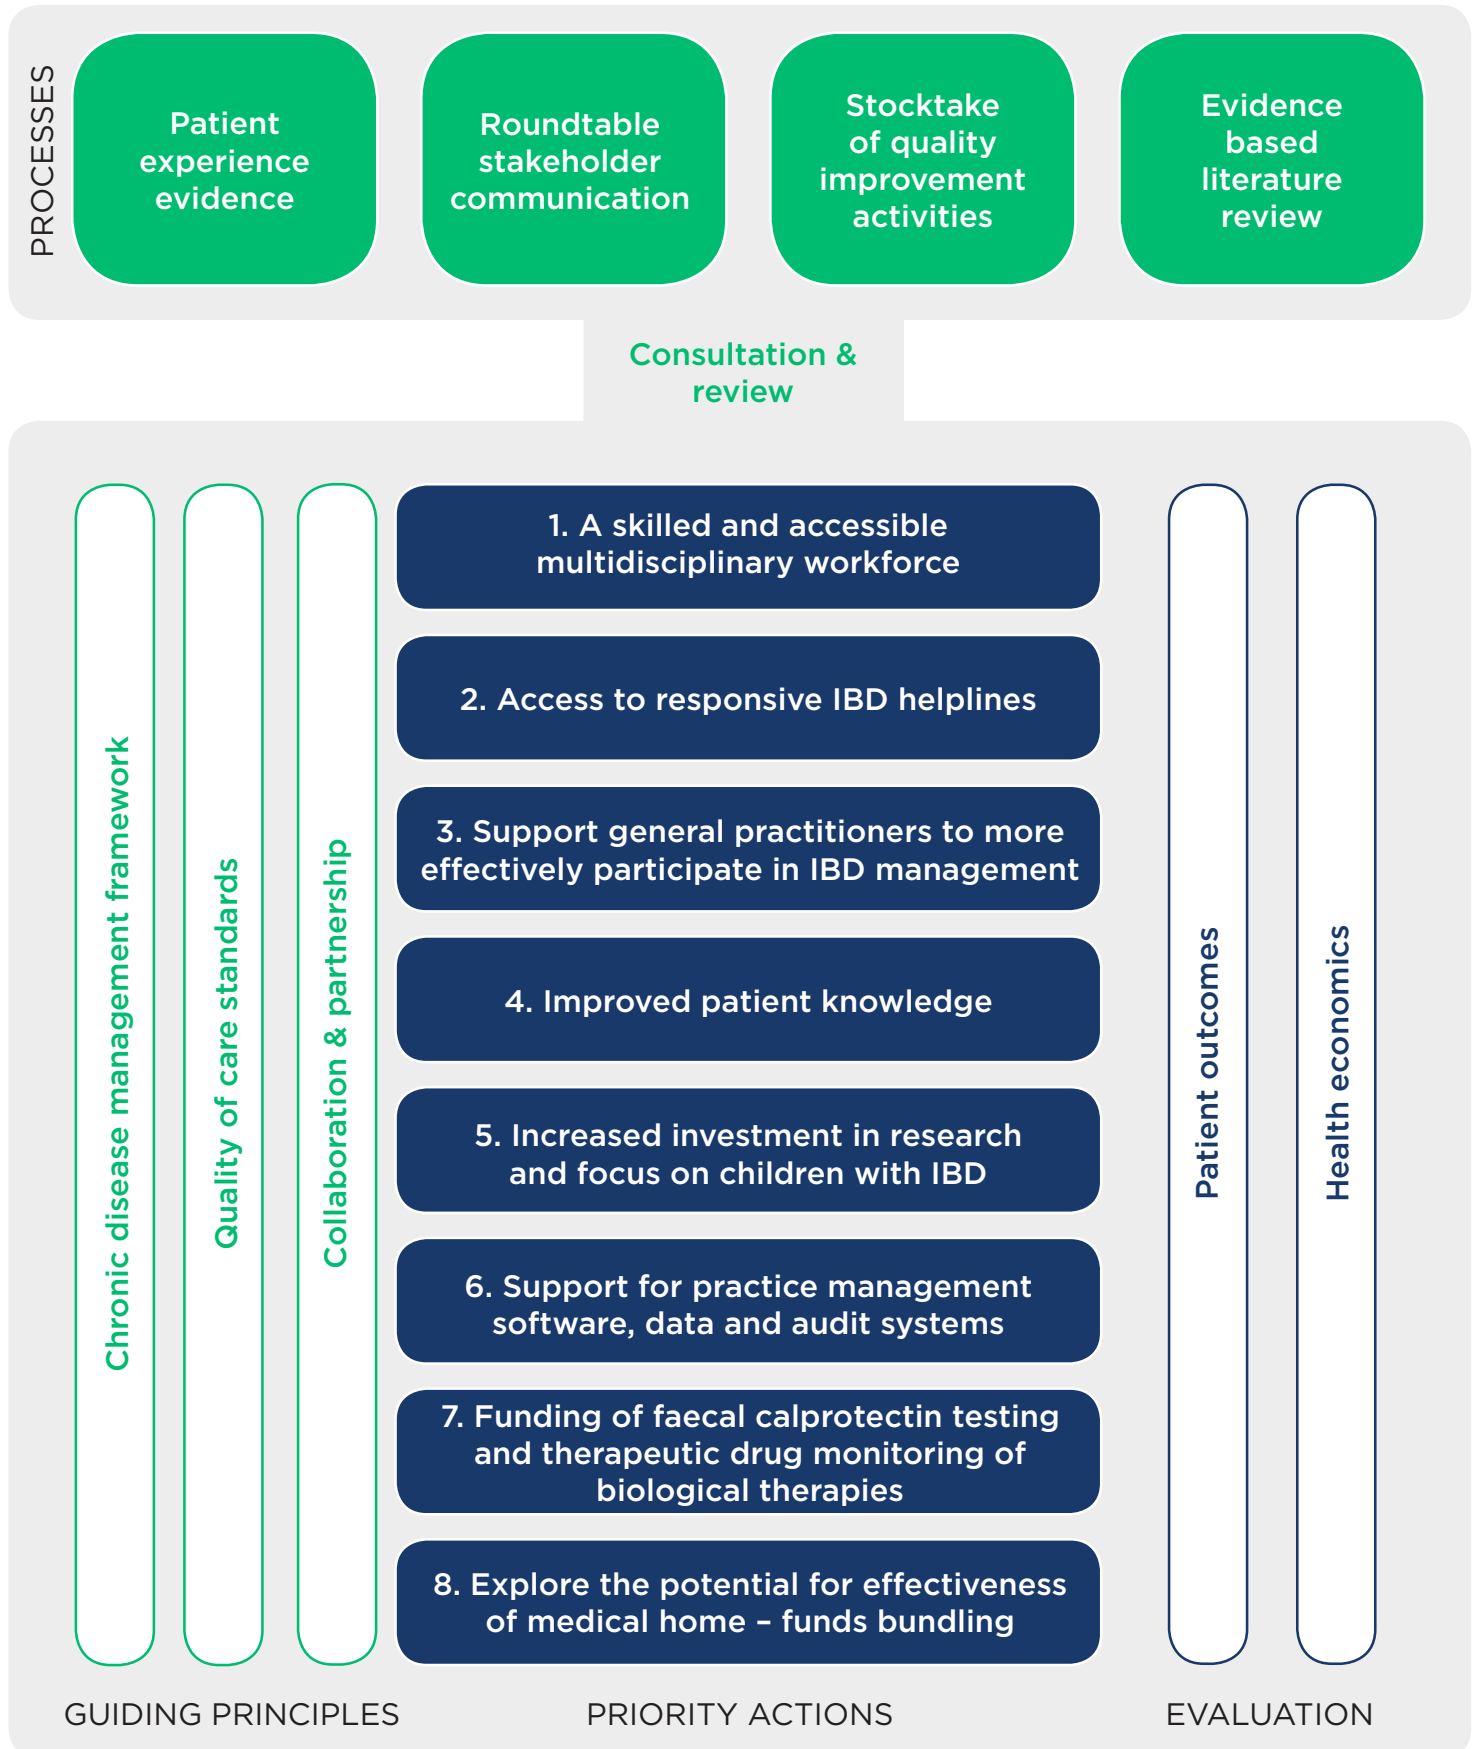 PROCESSES
Patient
experience
evidence
Roundtable
stakeholder
communication
Stocktake
of quality
improvement
activities
Evidence
based
literature
review
Consultation &
review
Chronic disease management framework
Quality of care standards
Collaboration & partnership
1. A skilled and accessible
multidisciplinary workforce
2. Access to responsive IBD helplines
3. Support general practitioners to more
effectively participate in IBD management
4. Improved patient knowledge
5. Increased investment in research
and focus on children with IBD
6. Support for practice management
software, data and audit systems
7. Funding of faecal calprotectin testing
and therapeutic drug monitoring of
biological therapies
8. Explore the potential for effectiveness
of medical home – funds bundling
Patient outcomes
Health economics
GUIDING PRINCIPLES
PRIORITY ACTIONS
EVALUATION